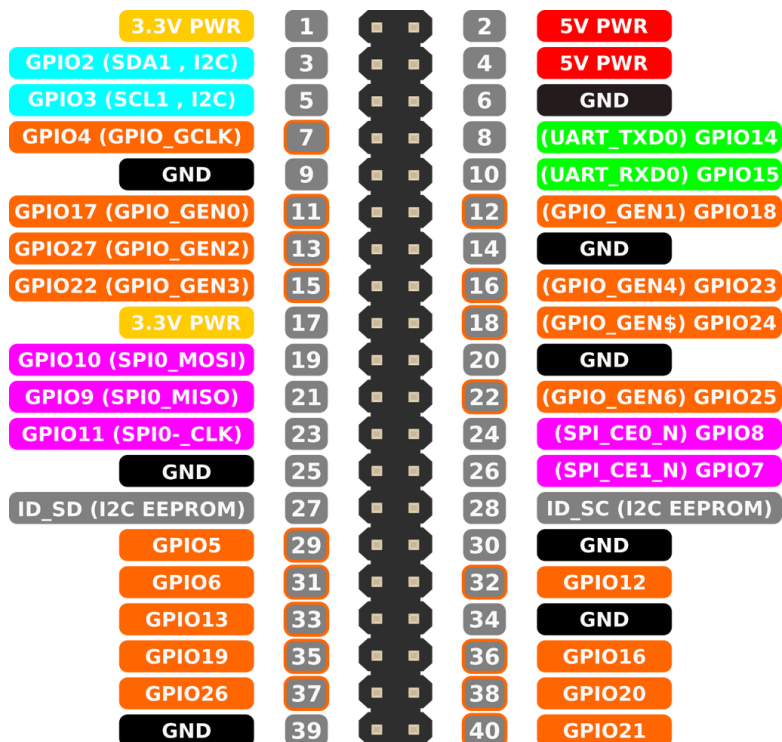 3.3V PWR 1 2 5V PWR
GPIO2 (SDA1 , I2C) 3 4 5V PWR
GPIO3 (SCL1 , I2C) 5 6 GND
GPIO4 (GPIO_GCLK) 7 8 (UART_TXD0) GPIO14
GND 9 10 (UART_RXD0) GPIO15
GPIO17 (GPIO_GEN0) 11 12 (GPIO_GEN1) GPIO18
GPIO27 (GPIO_GEN2) 13 14 GND
GPIO22 (GPIO_GEN3) 15 16 (GPIO_GEN4) GPIO23
3.3V PWR 17 18 (GPIO_GEN$) GPIO24
GPIO10 (SPI0_MOSI) 19 20 GND
GPIO9 (SPI0_MISO) 21 22 (GPIO_GEN6) GPIO25
GPIO11 (SPI0-_CLK) 23 24 (SPI_CE0_N) GPIO8
GND 25 26 (SPI_CE1_N) GPIO7
ID_SD (I2C EEPROM) 27 28 ID_SC (I2C EEPROM)
GPIO5 29 30 GND
GPIO6 31 32 GPIO12
GPIO13 33 34 GND
GPIO19 35 36 GPIO16
GPIO26 37 38 GPIO20
GND 39 40 GPIO21